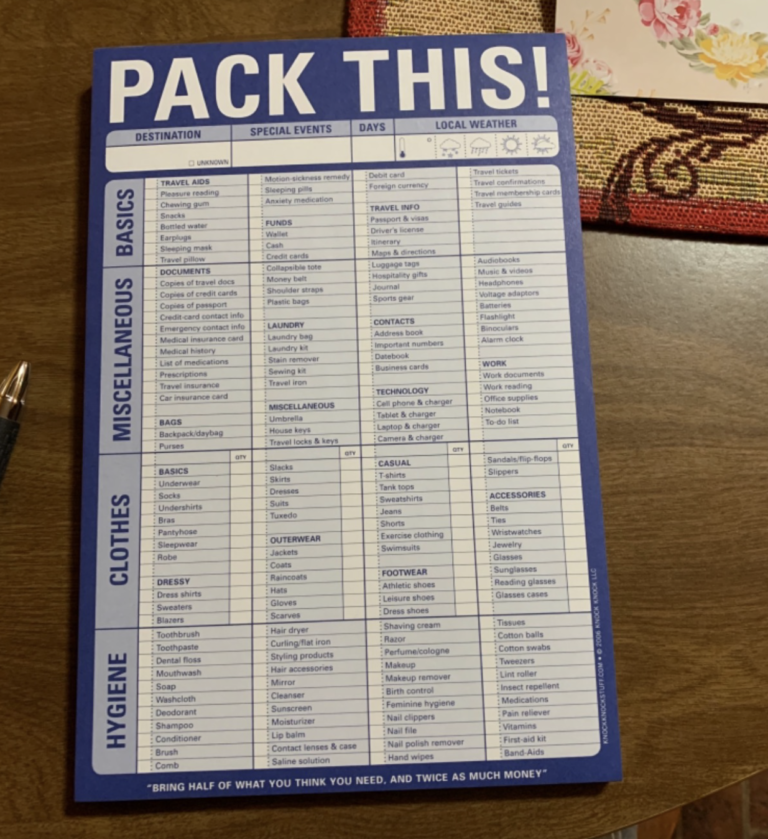 PACK THIS!
DESTINATION
SPECIAL EVENTS
DAYS
LOCAL WEATHER
UNKNOWN
BASICS
TRAVEL AIDS
Pleasure reading
Chewing gum
Snacks
Bottled water
Earplugs
Sleeping mask
Travel pillow
Motion-sickness remedy
Sleeping pills
Anxiety medication
FUNDS
Wallet
Cash
Credit cards
Debit card
Foreign currency
TRAVEL INFO
Passport & visas
Driver's license
Itinerary
Maps & directions
Travel tickets
Travel confirmations
Travel membership cards
Travel guides
MISCELLANEOUS
DOCUMENTS
Copies of travel docs
Copies of credit cards
Copies of passport
Credit-card contact info
Emergency contact info
Medical insurance card
Medical history
List of medications
Prescriptions
Travel insurance
Car insurance card
BAGS
Backpack/daybag
Purses
Collapsible tote
Money belt
Shoulder straps
Plastic bags
LAUNDRY
Laundry bag
Laundry kit
Stain remover
Sewing kit
Travel iron
MISCELLANEOUS
Umbrella
House keys
Travel locks & keys
Luggage tags
Hospitality gifts
Journal
Sports gear
CONTACTS
Address book
Important numbers
Datebook
Business cards
TECHNOLOGY
Cell phone & charger
Tablet & charger
Laptop & charger
Camera & charger
Audiobooks
Music & videos
Headphones
Voltage adaptors
Batteries
Flashlight
Binoculars
Alarm clock
WORK
Work documents
Work reading
Office supplies
Notebook
To-do list
CLOTHES
QTY
BASICS
Underwear
Socks
Undershirts
Bras
Pantyhose
Sleepwear
Robe
DRESSY
Dress shirts
Sweaters
Blazers
QTY
Slacks
Skirts
Dresses
Suits
Tuxedo
OUTERWEAR
Jackets
Coats
Raincoats
Hats
Gloves
Scarves
QTY
CASUAL
T-shirts
Tank tops
Sweatshirts
Jeans
Shorts
Exercise clothing
Swimsuits
FOOTWEAR
Athletic shoes
Leisure shoes
Dress shoes
QTY
Sandals/flip-flops
Slippers
ACCESSORIES
Belts
Ties
Wristwatches
Jewelry
Glasses
Sunglasses
Reading glasses
Glasses cases
HYGIENE
Toothbrush
Toothpaste
Dental floss
Mouthwash
Soap
Washcloth
Deodorant
Shampoo
Conditioner
Brush
Comb
Hair dryer
Curling/flat iron
Styling products
Hair accessories
Mirror
Cleanser
Sunscreen
Moisturizer
Lip balm
Contact lenses & case
Saline solution
Shaving cream
Razor
Perfume/cologne
Makeup
Makeup remover
Birth control
Feminine hygiene
Nail clippers
Nail file
Nail polish remover
Hand wipes
Tissues
Cotton balls
Cotton swabs
Tweezers
Lint roller
Insect repellent
Medications
Pain reliever
Vitamins
First-aid kit
Band-Aids
KNOCKKNOCKSTUFF.COM • © 2006 KNOCK KNOCK LLC
"BRING HALF OF WHAT YOU THINK YOU NEED, AND TWICE AS MUCH MONEY"